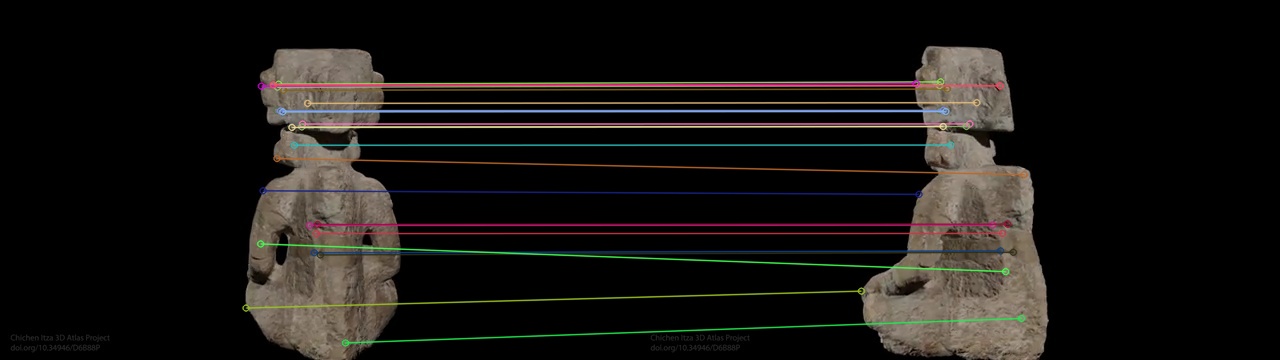 Chichen Itza 3D Atlas Project
doi.org/10.34946/D6B88P
Chichen Itza 3D Atlas Project
doi.org/10.34946/D6B88P